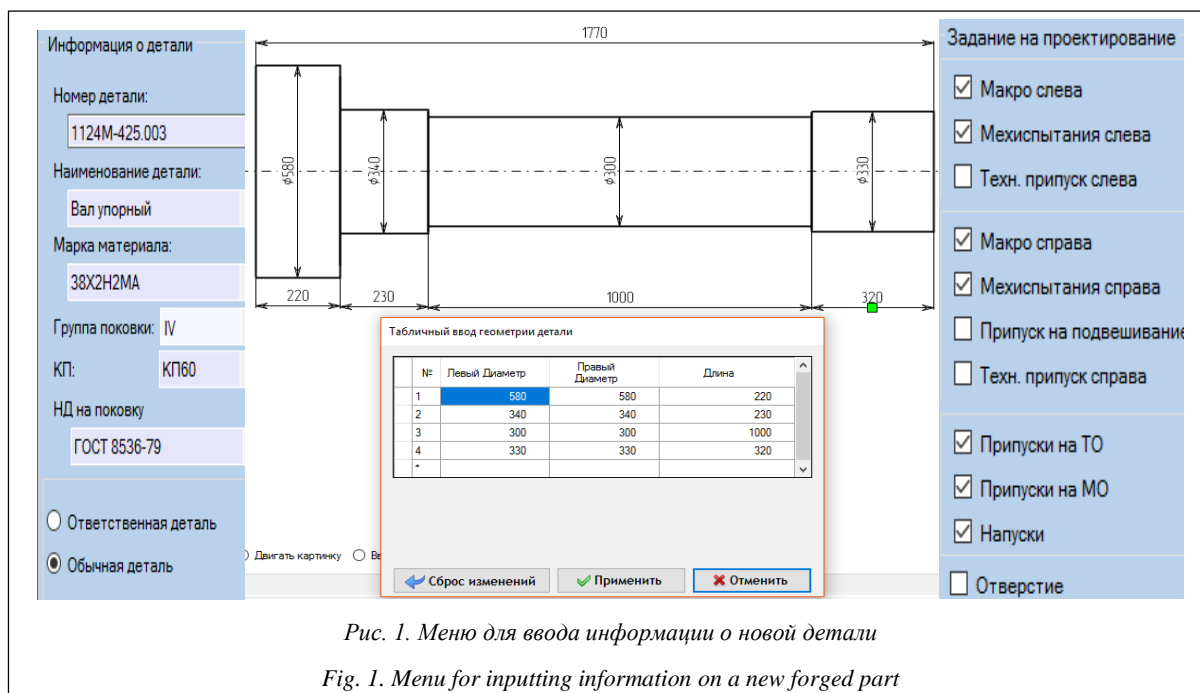 Информация о детали
Номер детали:
1124М-425.003
Наименование детали:
Вал упорный
Марка материала:
38Х2Н2МА
Группа поковки: IV
КП: КП60
НД на поковку
ГОСТ 8536-79
Ответственная деталь
Обычная деталь
1770
⌀580
⌀340
⌀300
⌀330
220 230 1000 320
Табличный ввод геометрии детали
№ Левый Диаметр Правый Диаметр Длина
1 580 580 220
2 340 340 230
3 300 300 1000
4 330 330 320
*
Двигать картинку
Сброс изменений Применить Отменить
Задание на проектирование
Макро слева
Мехиспытания слева
Техн. припуск слева
Макро справа
Мехиспытания справа
Припуск на подвешивание
Техн. припуск справа
Припуски на ТО
Припуски на МО
Напуски
Отверстие
Рис. 1. Меню для ввода информации о новой детали
Fig. 1. Menu for inputting information on a new forged part